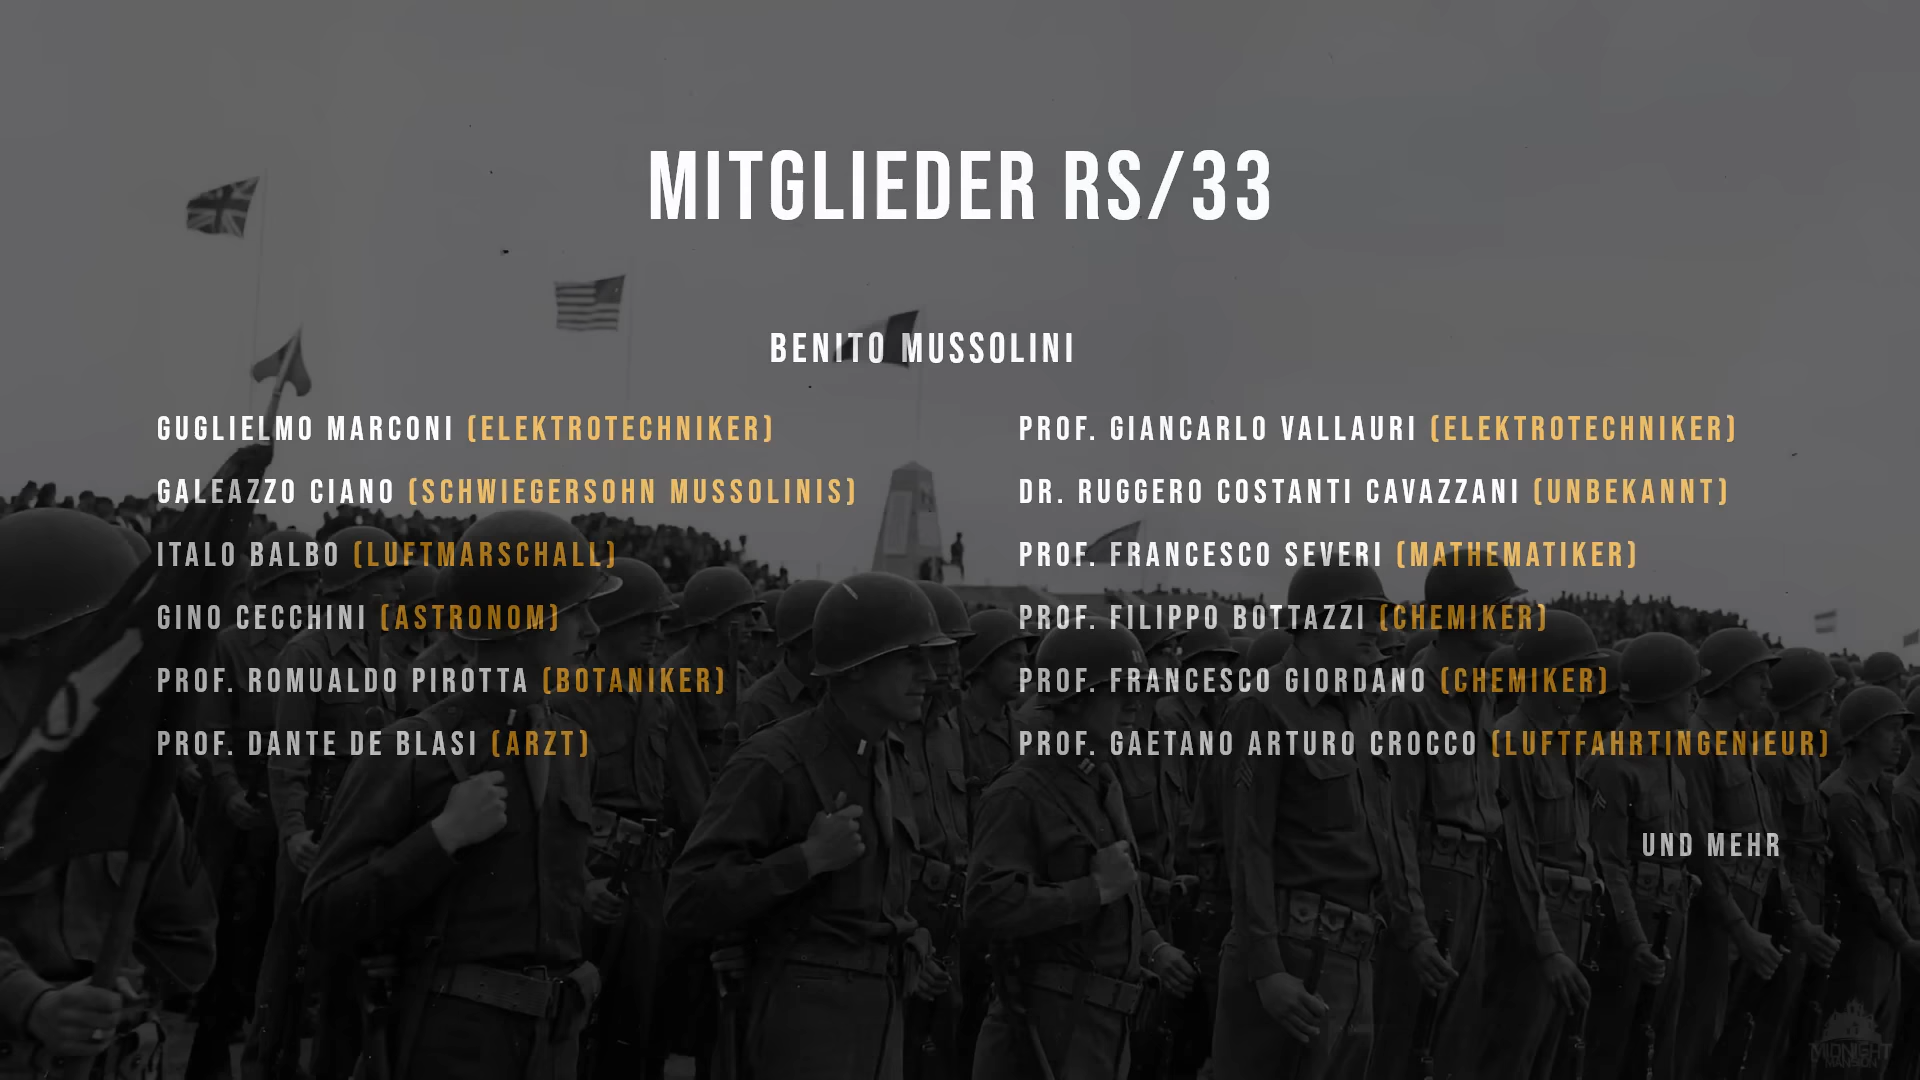 MITGLIEDER RS/33
BENITO MUSSOLINI
GUGLIELMO MARCONI (ELEKTROTECHNIKER)
GALEAZZO CIANO (SCHWIEGERSOHN MUSSOLINIS)
ITALO BALBO (LUFTMARSCHALL)
GINO CECCHINI (ASTRONOM)
PROF. ROMUALDO PIROTTA (BOTANIKER)
PROF. DANTE DE BLASI (ARZT)
PROF. GIANCARLO VALLAURI (ELEKTROTECHNIKER)
DR. RUGGERO COSTANTI CAVAZZANI (UNBEKANNT)
PROF. FRANCESCO SEVERI (MATHEMATIKER)
PROF. FILIPPO BOTTAZZI (CHEMIKER)
PROF. FRANCESCO GIORDANO (CHEMIKER)
PROF. GAETANO ARTURO CROCCO (LUFTFAHRTINGENIEUR)
UND MEHR
MIDNIGHT
MANSION